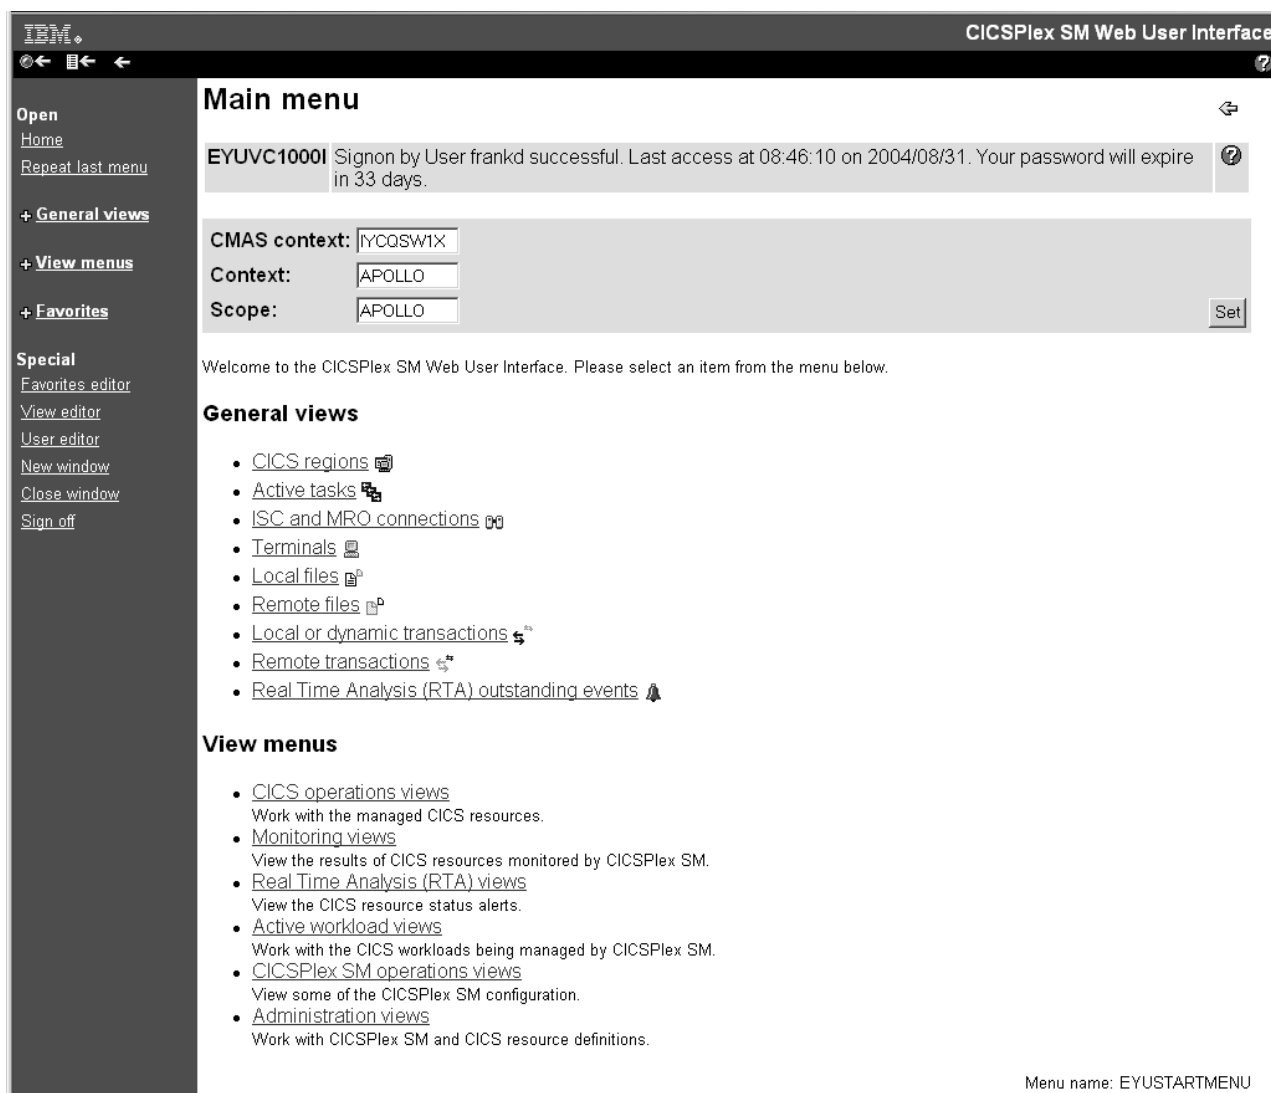 IBM.
CICSPlex SM Web User Interface
Open
Home
Repeat last menu
+ General views
+ View menus
+ Favorites
Special
Favorites editor
View editor
User editor
New window
Close window
Sign off
Main menu
EYUVC1000I Signon by User frankd successful. Last access at 08:46:10 on 2004/08/31. Your password will expire
in 33 days.
CMAS context: IYCQSW1X
Context: APOLLO
Scope: APOLLO
Set
Welcome to the CICSPlex SM Web User Interface. Please select an item from the menu below.
General views
• CICS regions
• Active tasks
• ISC and MRO connections
• Terminals
• Local files
• Remote files
• Local or dynamic transactions
• Remote transactions
• Real Time Analysis (RTA) outstanding events
View menus
• CICS operations views
Work with the managed CICS resources.
• Monitoring views
View the results of CICS resources monitored by CICSPlex SM.
• Real Time Analysis (RTA) views
View the CICS resource status alerts.
• Active workload views
Work with the CICS workloads being managed by CICSPlex SM.
• CICSPlex SM operations views
View some of the CICSPlex SM configuration.
• Administration views
Work with CICSPlex SM and CICS resource definitions.
Menu name: EYUSTARTMENU